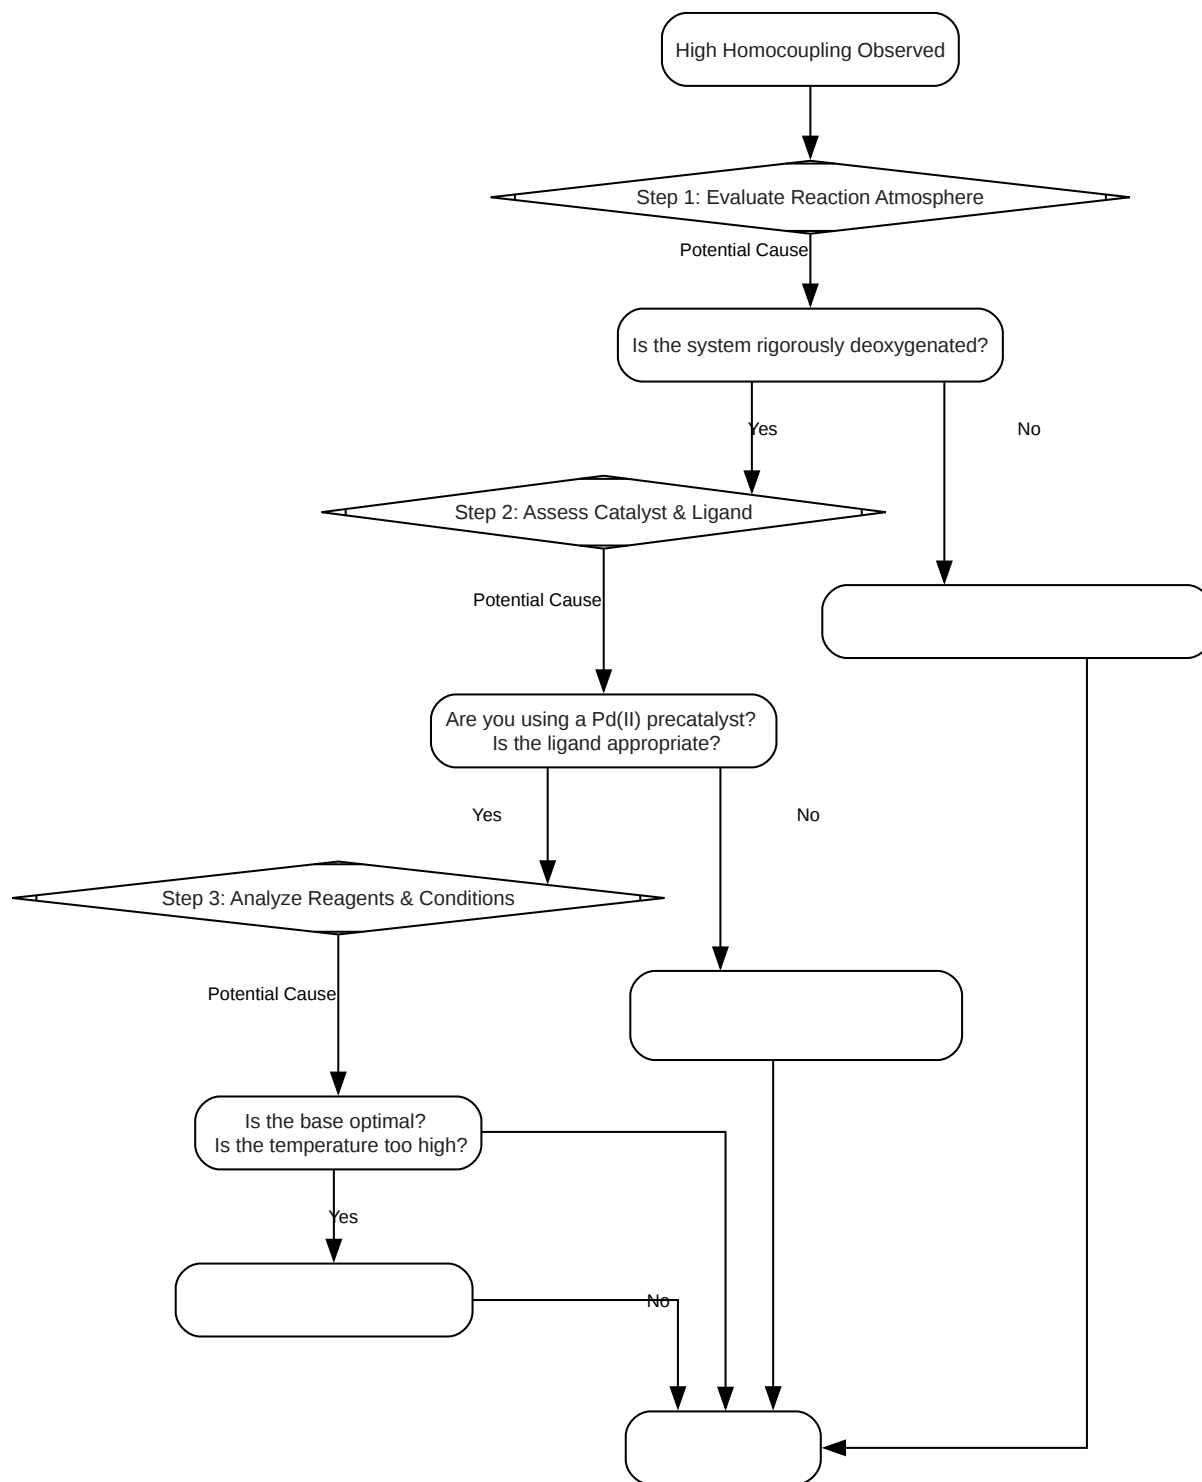 High Homocoupling Observed
Step 1: Evaluate Reaction Atmosphere
Potential Cause
Is the system rigorously deoxygenated?
Yes
No
Step 2: Assess Catalyst & Ligand
Potential Cause
Are you using a Pd(II) precatalyst?
Is the ligand appropriate?
Yes
No
Step 3: Analyze Reagents & Conditions
Potential Cause
Is the base optimal?
Is the temperature too high?
Yes
No